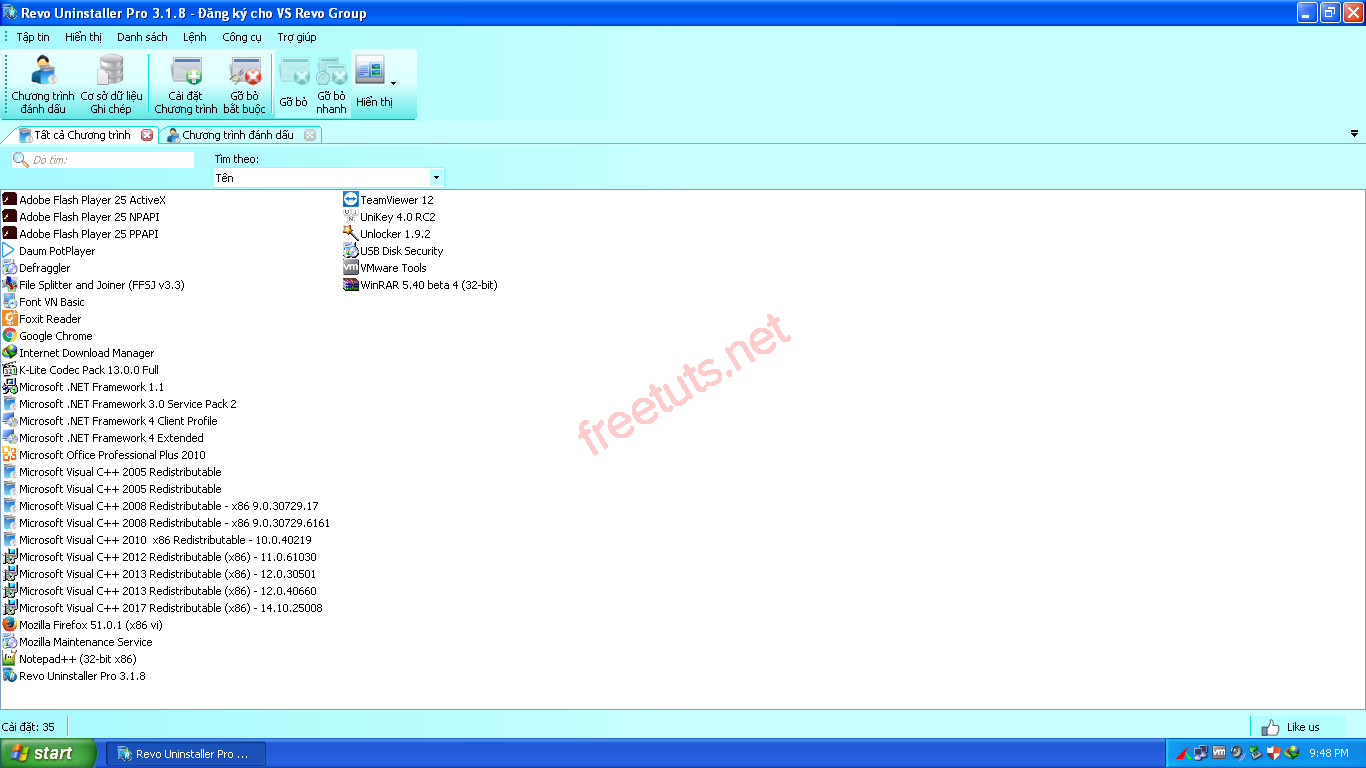 Revo Uninstaller Pro 3.1.8 - Đăng ký cho VS Revo Group
Tập tin Hiển thị Danh sách Lệnh Công cụ Trợ giúp
Chương trình đánh dấu
Cơ sở dữ liệu Ghi chép
Cài đặt Chương trình
Gỡ bỏ bắt buộc
Gỡ bỏ
Gỡ bỏ nhanh
Hiển thị
Tất cả Chương trình
Chương trình đánh dấu
Dò tìm:
Tìm theo:
Tên
Adobe Flash Player 25 ActiveX
Adobe Flash Player 25 NPAPI
Adobe Flash Player 25 PPAPI
Daum PotPlayer
Defraggler
File Splitter and Joiner (FFSJ v3.3)
Font VN Basic
Foxit Reader
Google Chrome
Internet Download Manager
K-Lite Codec Pack 13.0.0 Full
Microsoft .NET Framework 1.1
Microsoft .NET Framework 3.0 Service Pack 2
Microsoft .NET Framework 4 Client Profile
Microsoft .NET Framework 4 Extended
Microsoft Office Professional Plus 2010
Microsoft Visual C++ 2005 Redistributable
Microsoft Visual C++ 2005 Redistributable
Microsoft Visual C++ 2008 Redistributable - x86 9.0.30729.17
Microsoft Visual C++ 2008 Redistributable - x86 9.0.30729.6161
Microsoft Visual C++ 2010  x86 Redistributable - 10.0.40219
Microsoft Visual C++ 2012 Redistributable (x86) - 11.0.61030
Microsoft Visual C++ 2013 Redistributable (x86) - 12.0.30501
Microsoft Visual C++ 2013 Redistributable (x86) - 12.0.40660
Microsoft Visual C++ 2017 Redistributable (x86) - 14.10.25008
Mozilla Firefox 51.0.1 (x86 vi)
Mozilla Maintenance Service
Notepad++ (32-bit x86)
Revo Uninstaller Pro 3.1.8
TeamViewer 12
UniKey 4.0 RC2
Unlocker 1.9.2
USB Disk Security
VMware Tools
WinRAR 5.40 beta 4 (32-bit)
freetuts.net
Cài đặt: 35
Like us
start
Revo Uninstaller Pro ...
9:48 PM